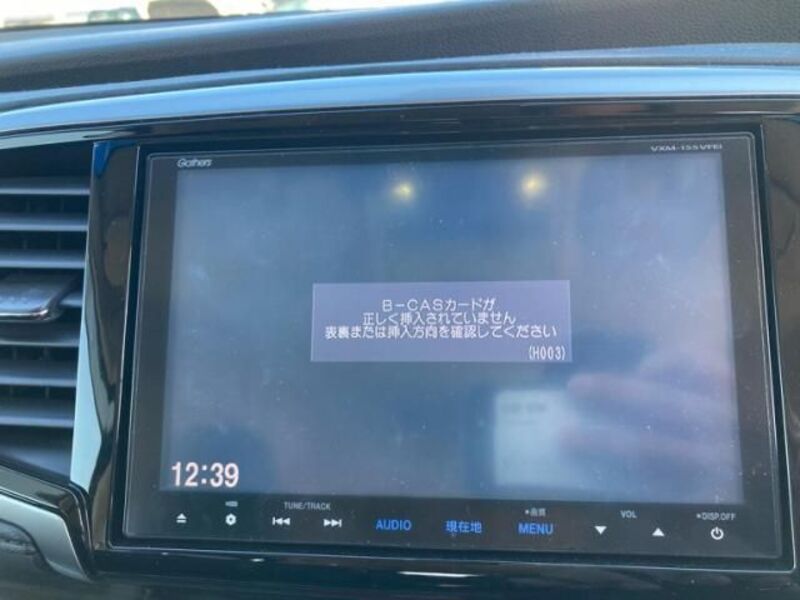 Gathers
VXM-155VFEi
B-CASカードが
正しく挿入されていません
表裏または挿入方向を確認してください
(H003)
12:39
TUNE/TRACK
AUDIO
現在地
*画質
MENU
VOL
*DISP.OFF